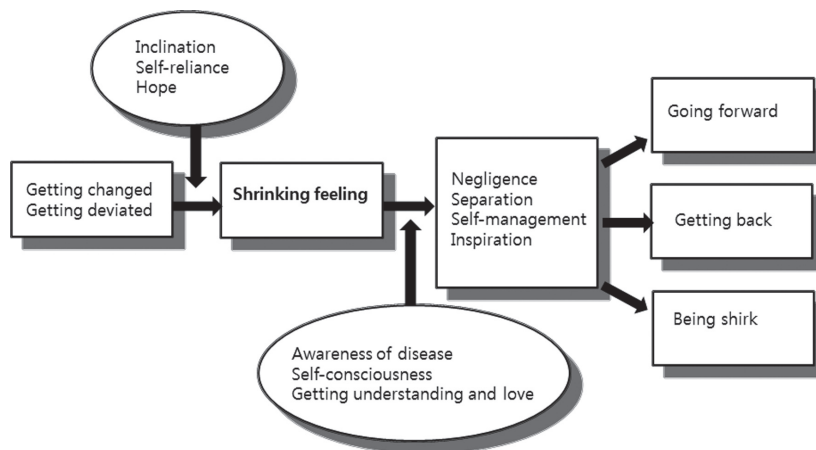 Inclination
Self-reliance
Hope
Getting changed
Getting deviated
Shrinking feeling
Awareness of disease
Self-consciousness
Getting understanding and love
Negligence
Separation
Self-management
Inspiration
Going forward
Getting back
Being shirk